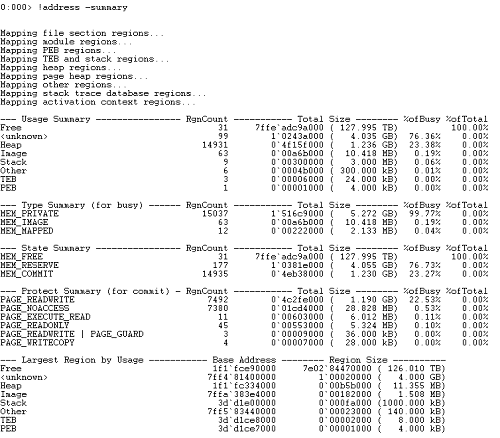 0:000> !address -summary
Mapping file section regions...
Mapping module regions...
Mapping PEB regions...
Mapping TEB and stack regions...
Mapping heap regions...
Mapping page heap regions...
Mapping other regions...
Mapping stack trace database regions...
Mapping activation context regions...
--- Usage Summary ---------------- RgnCount ----------- Total Size -------- %ofBusy %ofTotal
Free 31 7ffe`adc9a000 ( 127.995 TB) 100.00%
<unknown> 99 1`0243a000 ( 4.035 GB) 76.36% 0.00%
Heap 14931 0`4f15f000 ( 1.236 GB) 23.38% 0.00%
Image 63 0`00a6b000 ( 10.418 MB) 0.19% 0.00%
Stack 9 0`00300000 ( 3.000 MB) 0.06% 0.00%
Other 6 0`0004b000 ( 300.000 kB) 0.01% 0.00%
TEB 3 0`00006000 ( 24.000 kB) 0.00% 0.00%
PEB 1 0`00001000 ( 4.000 kB) 0.00% 0.00%
--- Type Summary (for busy) ------ RgnCount ----------- Total Size -------- %ofBusy %ofTotal
MEM_PRIVATE 15037 1`516c9000 ( 5.272 GB) 99.77% 0.00%
MEM_IMAGE 63 0`00a6b000 ( 10.418 MB) 0.19% 0.00%
MEM_MAPPED 12 0`00222000 ( 2.133 MB) 0.04% 0.00%
--- State Summary ---------------- RgnCount ----------- Total Size -------- %ofBusy %ofTotal
MEM_FREE 31 7ffe`adc9a000 ( 127.995 TB) 100.00%
MEM_RESERVE 177 1`0381e000 ( 4.055 GB) 76.73% 0.00%
MEM_COMMIT 14935 0`4eb38000 ( 1.230 GB) 23.27% 0.00%
--- Protect Summary (for commit) - RgnCount ----------- Total Size -------- %ofBusy %ofTotal
PAGE_READWRITE 7492 0`4c2fe000 ( 1.190 GB) 22.53% 0.00%
PAGE_NOACCESS 7380 0`01cd4000 ( 28.828 MB) 0.53% 0.00%
PAGE_EXECUTE_READ 11 0`00603000 ( 6.012 MB) 0.11% 0.00%
PAGE_READONLY 45 0`00553000 ( 5.324 MB) 0.10% 0.00%
PAGE_READWRITE | PAGE_GUARD 3 0`00009000 ( 36.000 kB) 0.00% 0.00%
PAGE_WRITECOPY 4 0`00007000 ( 28.000 kB) 0.00% 0.00%
--- Largest Region by Usage ----------- Base Address -------- Region Size ----------
Free 1f1`fce90000 7e02`84470000 ( 126.010 TB)
<unknown> 7ff4`81400000 1`00020000 ( 4.000 GB)
Heap 1f1`fc334000 0`00b5b000 ( 11.355 MB)
Image 7ffa`383e4000 0`00182000 ( 1.508 MB)
Stack 3d`d1e00000 0`000fa000 (1000.000 kB)
Other 7ff5`83440000 0`00023000 ( 140.000 kB)
TEB 3d`d1ce8000 0`00002000 ( 8.000 kB)
PEB 3d`d1ce7000 0`00001000 ( 4.000 kB)